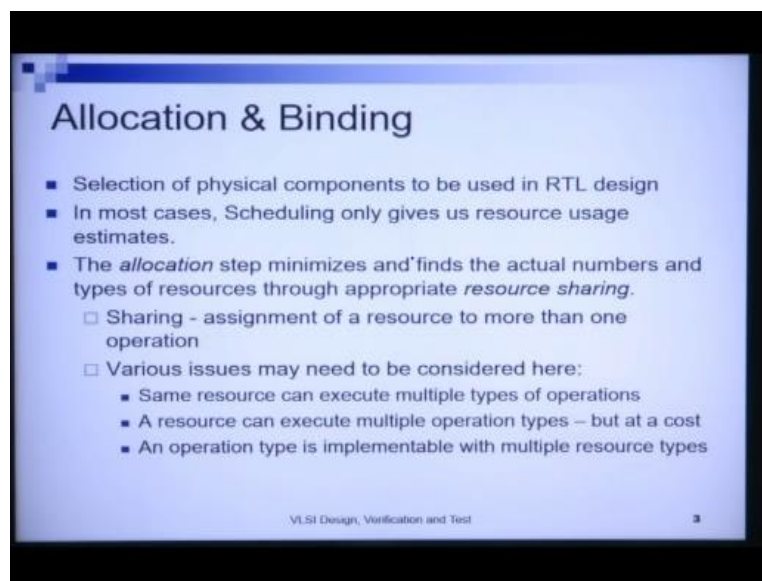 Allocation & Binding
Selection of physical components to be used in RTL design
In most cases, Scheduling only gives us resource usage
estimates.
The allocation step minimizes and finds the actual numbers and
types of resources through appropriate resource sharing.
Sharing - assignment of a resource to more than one
operation
Various issues may need to be considered here:
Same resource can execute multiple types of operations
A resource can execute multiple operation types – but at a cost
An operation type is implementable with multiple resource types
VLSI Design, Verification and Test
3